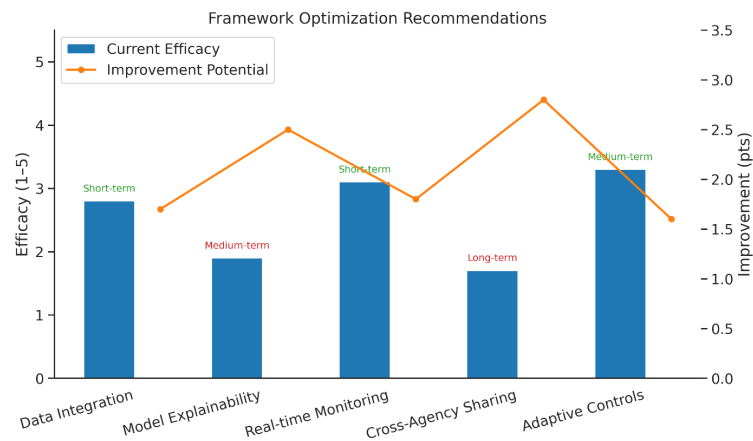 Framework Optimization Recommendations
Current Efficacy
Improvement Potential
Efficacy (1–5)
5
4
3
2
1
0
Short-term
Medium-term
Short-term
Long-term
Medium-term
3.5
3.0
2.5
2.0
1.5
1.0
0.5
0.0
Improvement (pts)
Data Integration
Model Explainability
Real-time Monitoring
Cross-Agency Sharing
Adaptive Controls